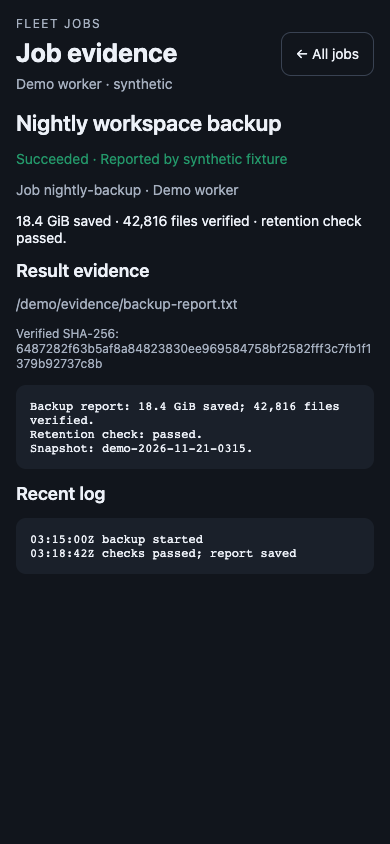 FLEET JOBS
Job evidence
← All jobs
Demo worker · synthetic
Nightly workspace backup
Succeeded · Reported by synthetic fixture
Job nightly-backup · Demo worker
18.4 GiB saved · 42,816 files verified · retention check
passed.
Result evidence
/demo/evidence/backup-report.txt
Verified SHA-256:
6487282f63b5af8a84823830ee969584758bf2582fff3c7fb1f1
379b92737c8b
Backup report: 18.4 GiB saved; 42,816 files
verified.
Retention check: passed.
Snapshot: demo-2026-11-21-0315.
Recent log
03:15:00Z backup started
03:18:42Z checks passed; report saved